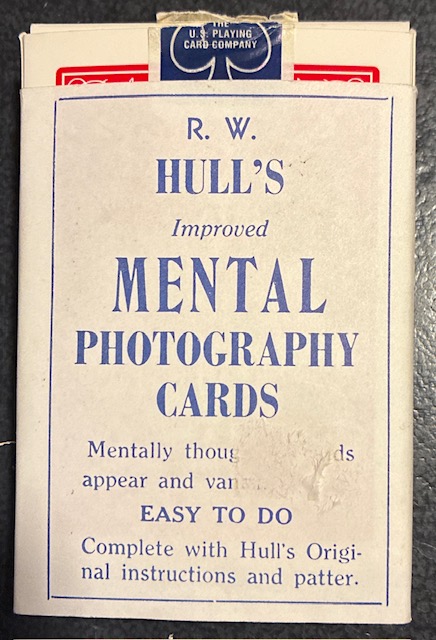 THE
U.S. PLAYING
CARD COMPANY
R. W.
HULL'S
Improved
MENTAL
PHOTOGRAPHY
CARDS
Mentally thoug ds
appear and van
EASY TO DO
Complete with Hull's Origi-
nal instructions and patter.